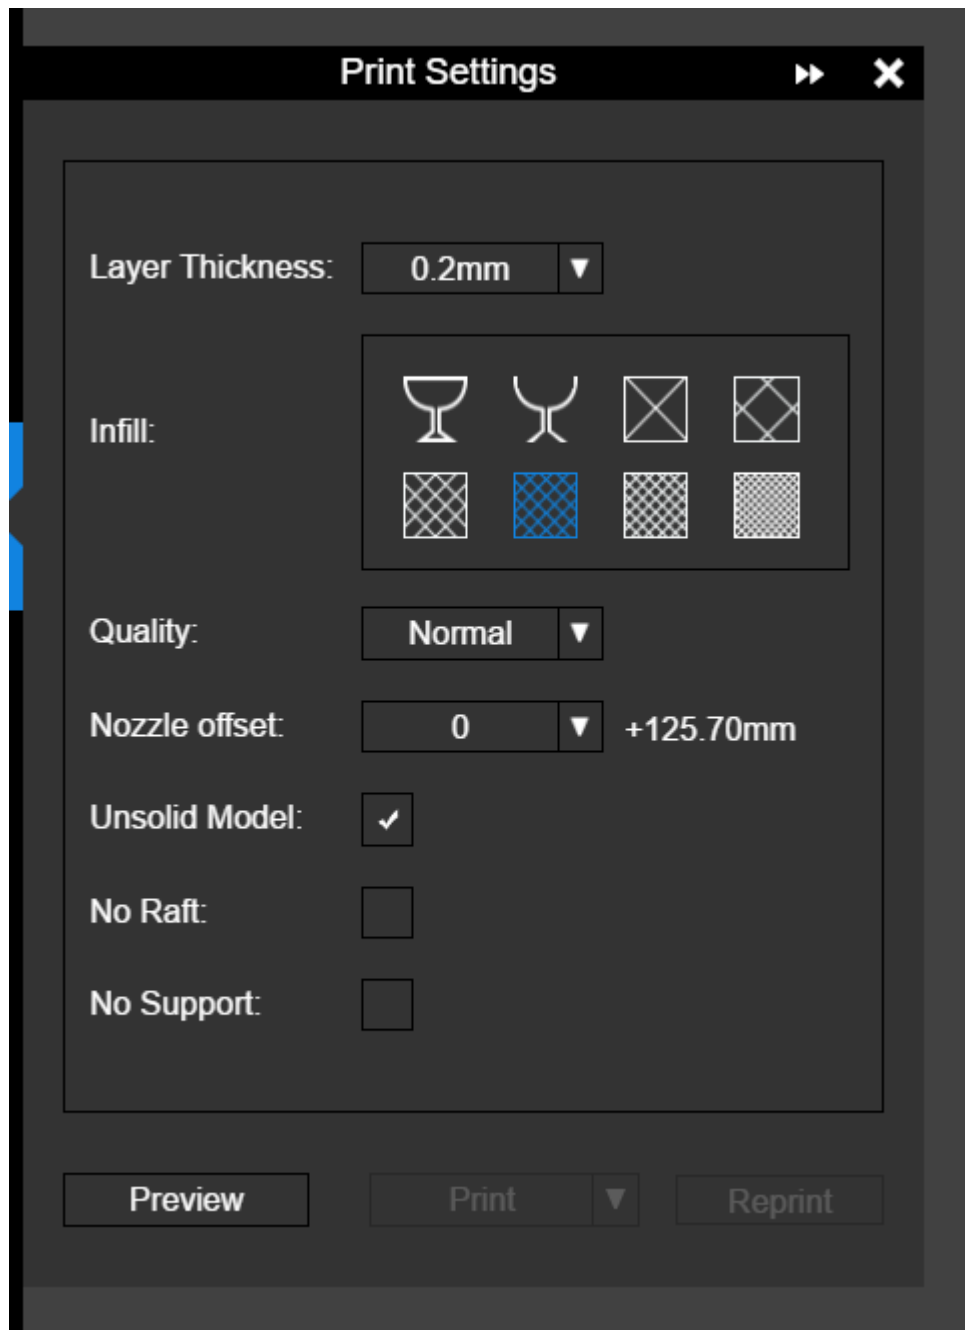 Print Settings
Layer Thickness: 0.2mm
Infill:
Quality: Normal
Nozzle offset: 0 +125.70mm
Unsolid Model:
No Raft:
No Support:
Preview Print Reprint